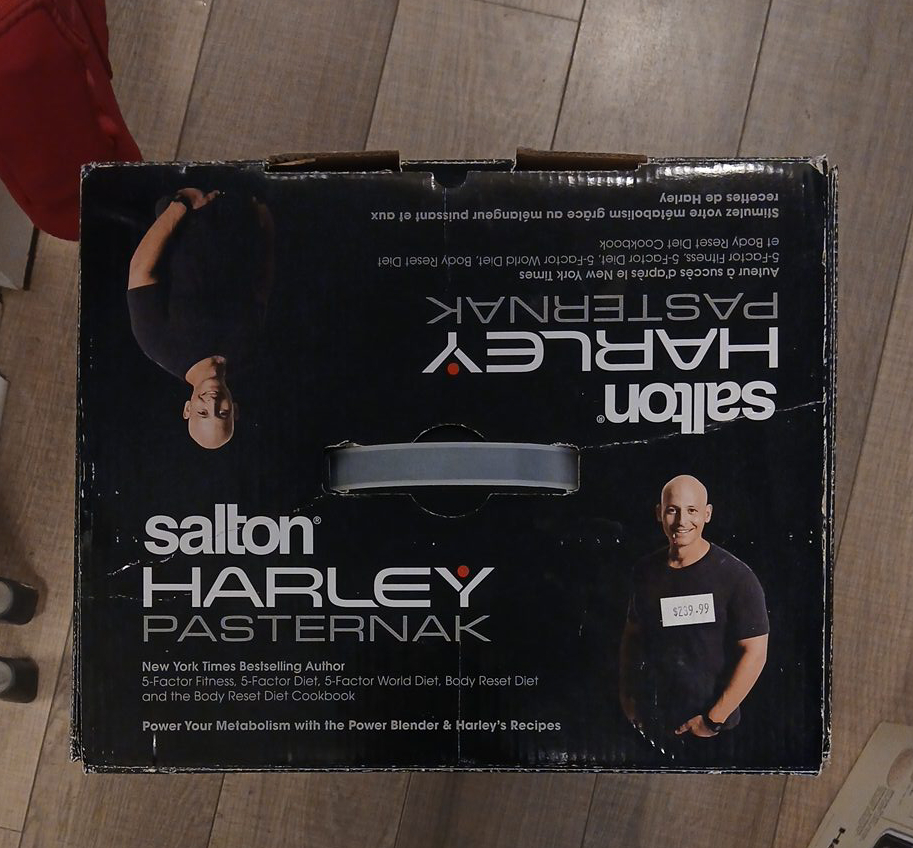 recettes de Harley
Stimulez votre métabolism grâce au mélangeur puissant et aux
et Body Reset Diet Cookbook
5-Factor Fitness, 5-Factor Diet, 5-Factor World Diet, Body Reset Diet
Auteur à succès d'après le New York Times
PASTERNAK
HARLEY
salton®
salton®
HARLEY
PASTERNAK
$239.99
New York Times Bestselling Author
5-Factor Fitness, 5-Factor Diet, 5-Factor World Diet, Body Reset Diet
and the Body Reset Diet Cookbook
Power Your Metabolism with the Power Blender & Harley's Recipes